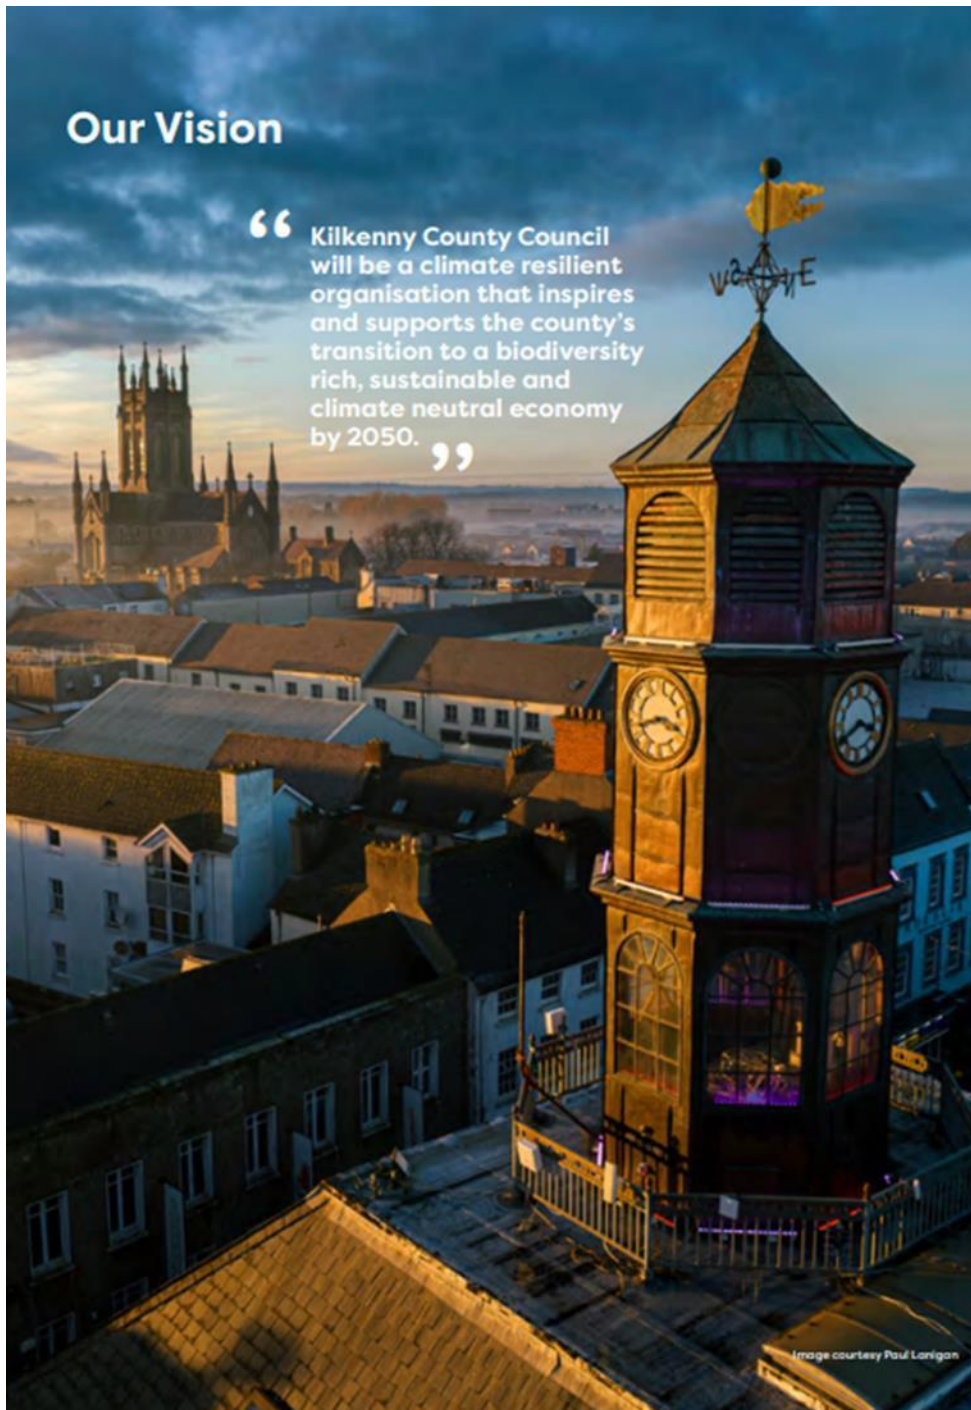 Our Vision
“
Kilkenny County Council
will be a climate resilient
organisation that inspires
and supports the county’s
transition to a biodiversity
rich, sustainable and
climate neutral economy
by 2050.
”
W S N E
Image courtesy Paul Lanigan